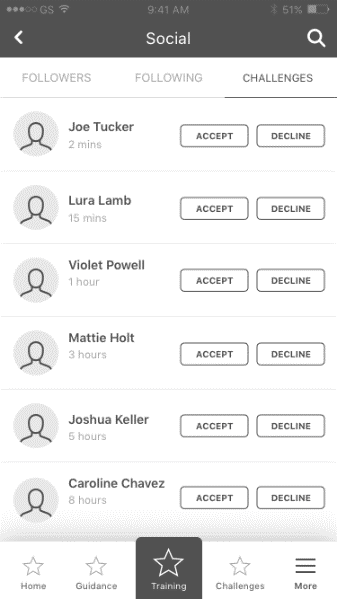 GS 9:41 AM 51%
Social
FOLLOWERS FOLLOWING CHALLENGES
Joe Tucker
2 mins
ACCEPT DECLINE
Lura Lamb
15 mins
ACCEPT DECLINE
Violet Powell
1 hour
ACCEPT DECLINE
Mattie Holt
3 hours
ACCEPT DECLINE
Joshua Keller
5 hours
ACCEPT DECLINE
Caroline Chavez
8 hours
ACCEPT DECLINE
Home Guidance Training Challenges More